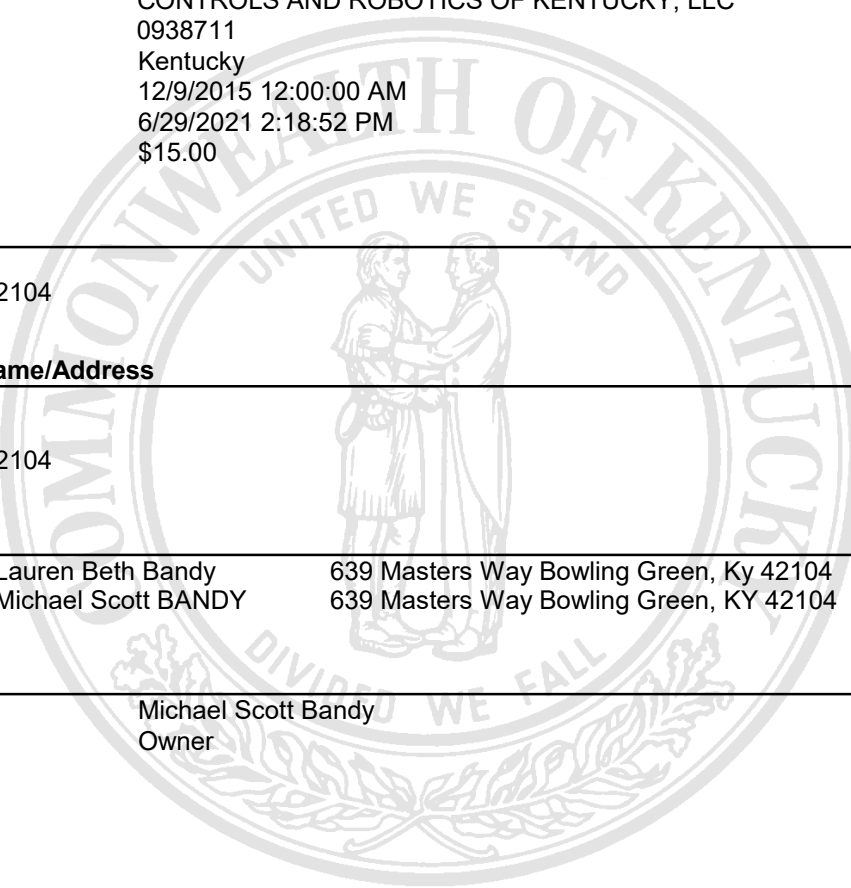 CONTROLS AND ROBOTICS OF KENTUCKY, LLC
0938711
Kentucky
12/9/2015 12:00:00 AM
6/29/2021 2:18:52 PM
$15.00
COMMONWEALTH OF KENTUCKY
UNITED WE STAND
2104
ame/Address
2104
Lauren Beth Bandy 639 Masters Way Bowling Green, Ky 42104
Michael Scott BANDY 639 Masters Way Bowling Green, KY 42104
DIVIDED WE FALL
Michael Scott Bandy
Owner